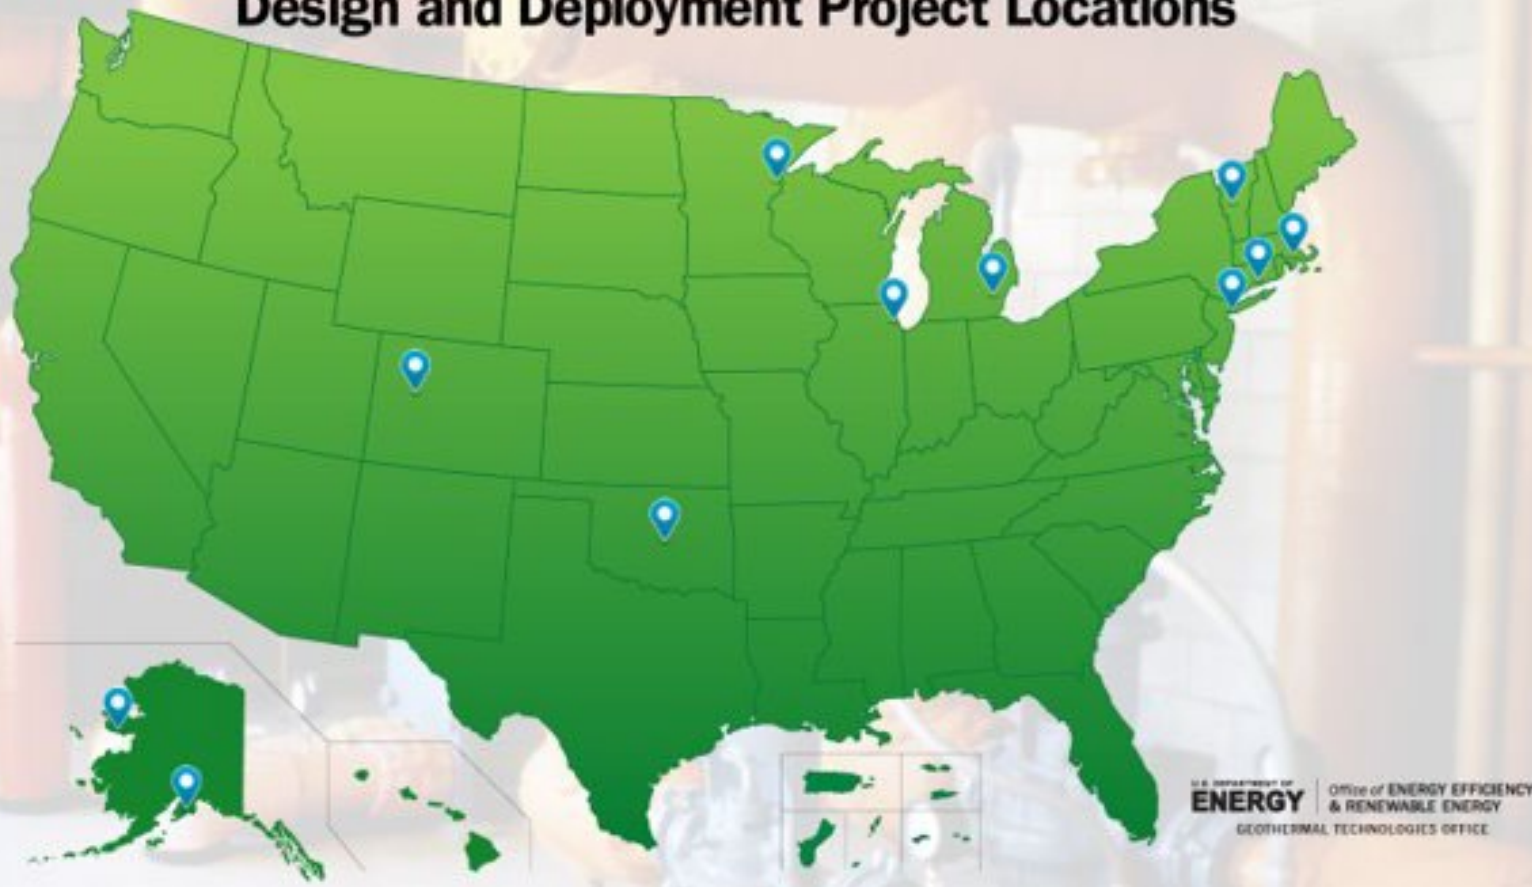 Design and Deployment Project Locations
U.S. DEPARTMENT OF
ENERGY
Office of ENERGY EFFICIENCY
& RENEWABLE ENERGY
GEOTHERMAL TECHNOLOGIES OFFICE